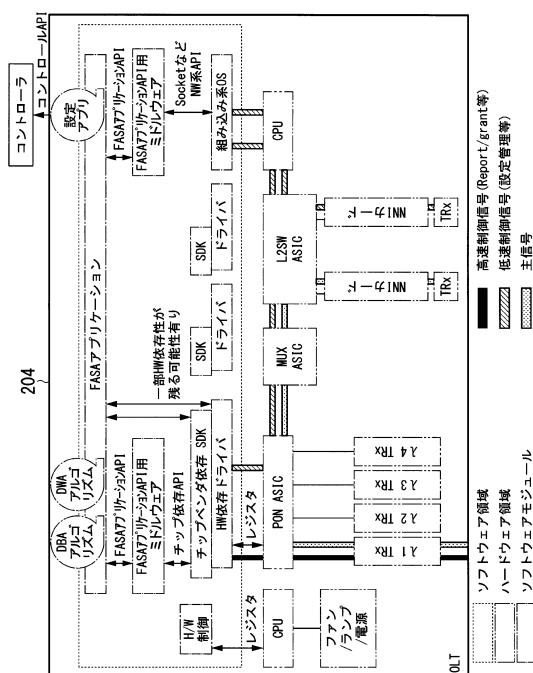 204
コントローラ
コントロールAPI
DBA
アルゴ
リズム
DWA
アルゴ
リズム
設定
アプリ
FASAアプリケーション
FASAアプリケーションAPI
FASAアプリケーションAPI
FASAアプリケーションAPI用
ミドルウェア
一部HW依存性が
残る可能性有り
FASAアプリケーションAPI用
ミドルウェア
チップ依存API
Socketなど
NW系API
H/W
制御
チップベンダ依存 SDK
SDK
SDK
HW依存ドライバ
ドライバ
ドライバ
組み込み系OS
レジスタ
レジスタ
CPU
PON ASIC
MUX
ASIC
L2SW
ASIC
CPU
ファン
/ランプ
/電源
λ1 TRx
λ2 TRx
λ3 TRx
λ4 TRx
NNIカード
NNIカード
TRx
TRx
OLT
ソフトウェア領域
ハードウェア領域
ソフトウェアモジュール
高速制御信号(Report/grant等)
低速制御信号(設定管理等)
主信号